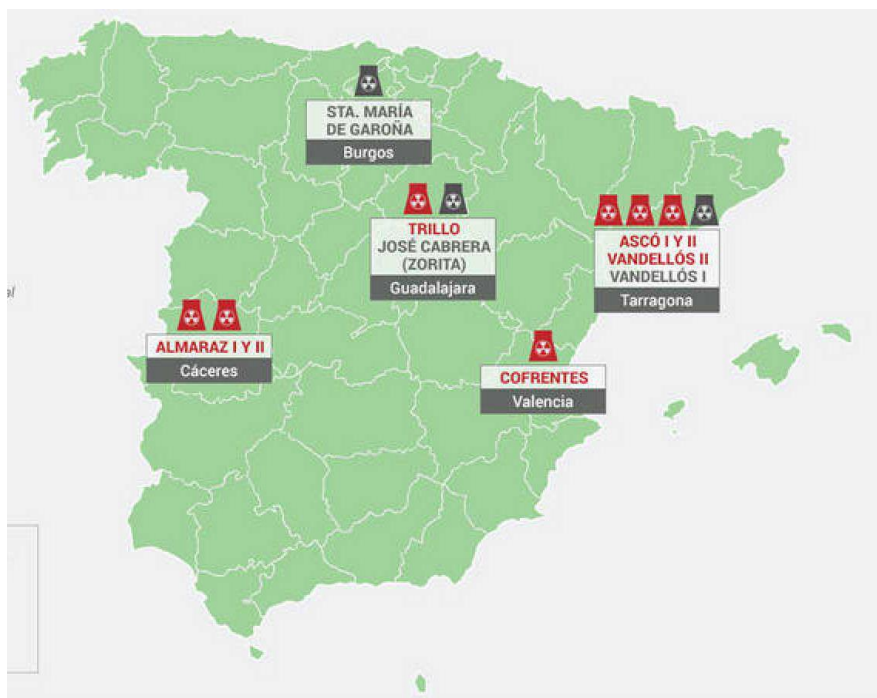 STA. MARÍA
DE GAROÑA
Burgos
TRILLO
JOSÉ CABRERA
(ZORITA)
Guadalajara
ASCÓ I Y II
VANDELLÓS II
VANDELLÓS I
Tarragona
ALMARAZ I Y II
Cáceres
COFRENTES
Valencia